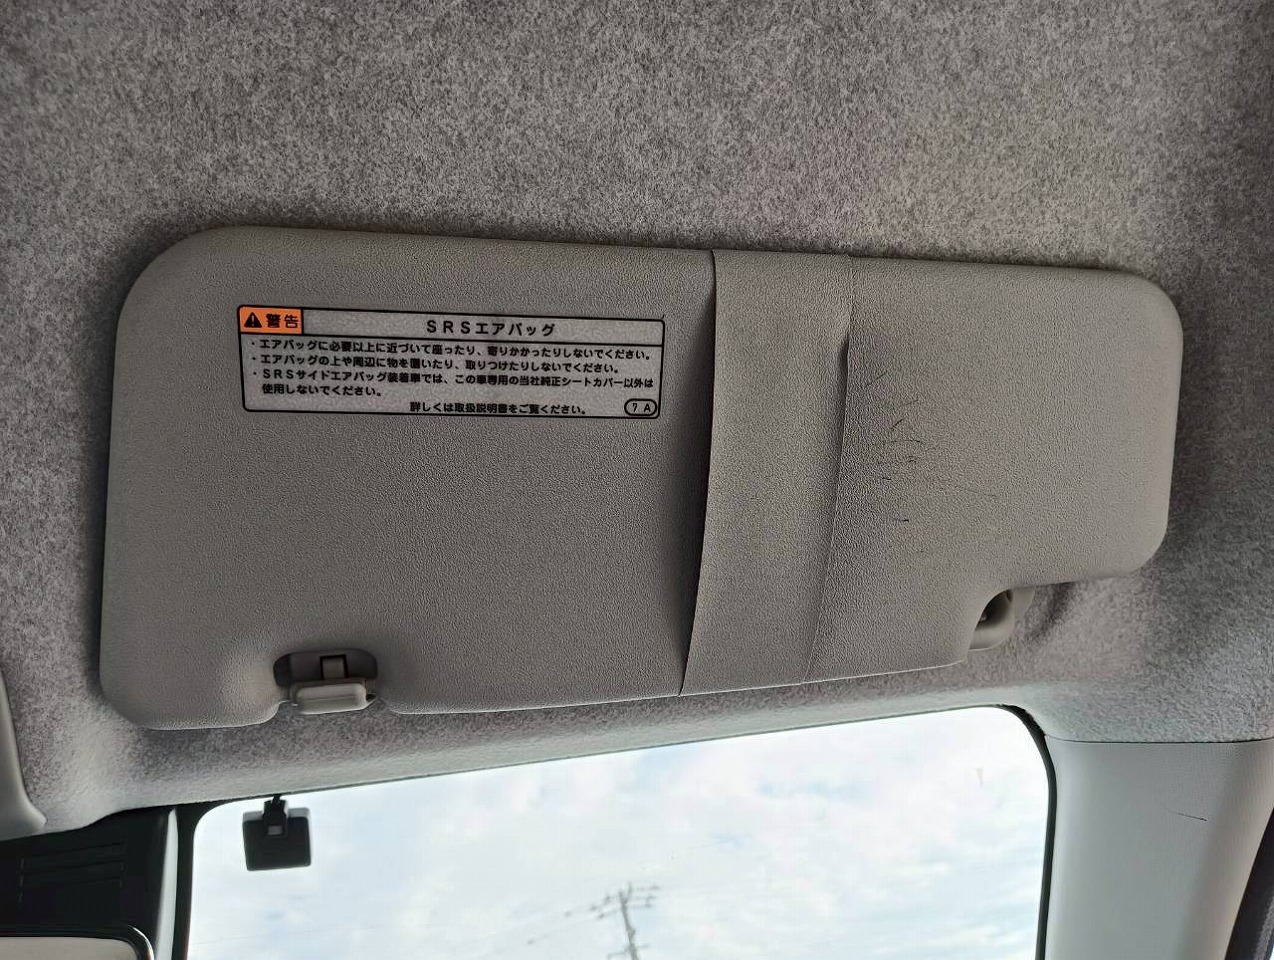 警告
SRSエアバッグ
・エアバッグに必要以上に近づいて座ったり、寄りかかったりしないでください。
・エアバッグの上や周辺に物を置いたり、取りつけたりしないでください。
・SRSサイドエアバッグ装着車では、この車専用の当社純正シートカバー以外は
使用しないでください。
詳しくは取扱説明書をご覧ください。
7A